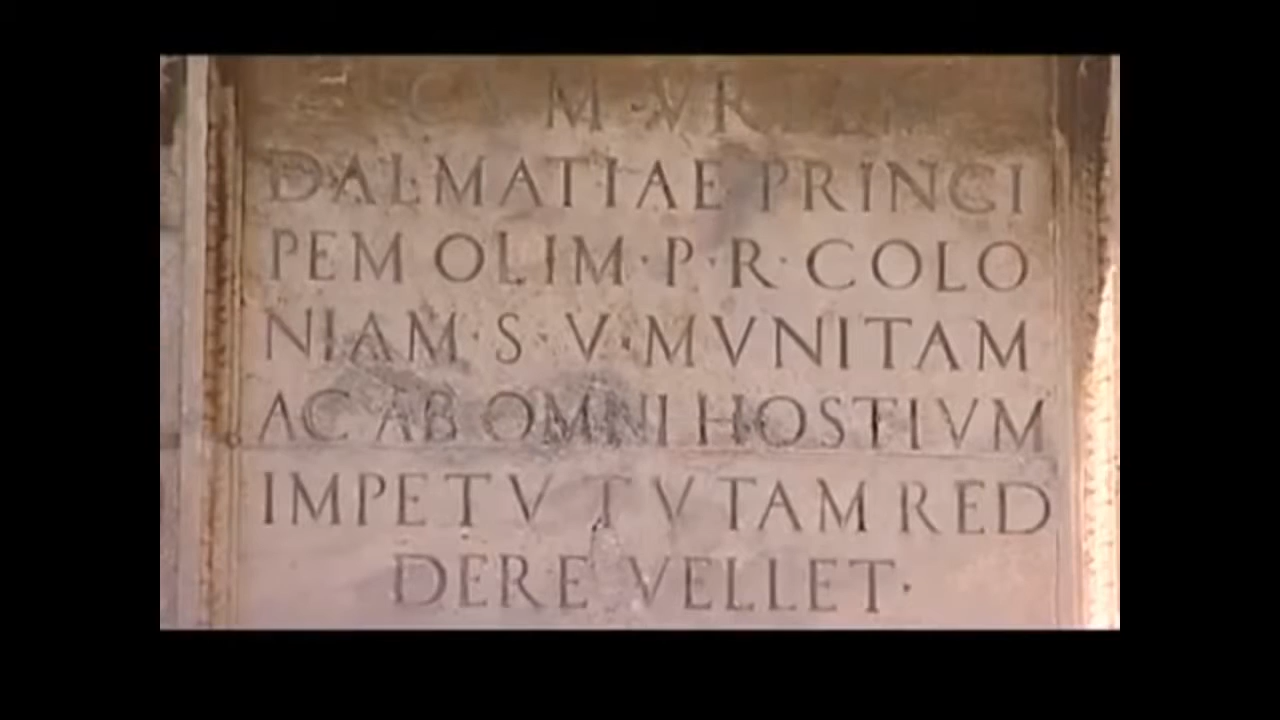 DALMATIAE PRINCI
PEM OLIM · P · R · COLO
NIAM · S · V · MVNITAM
AC AB OMNI HOSTIVM
IMPETV TVTAM RED
DERE VELLET ·